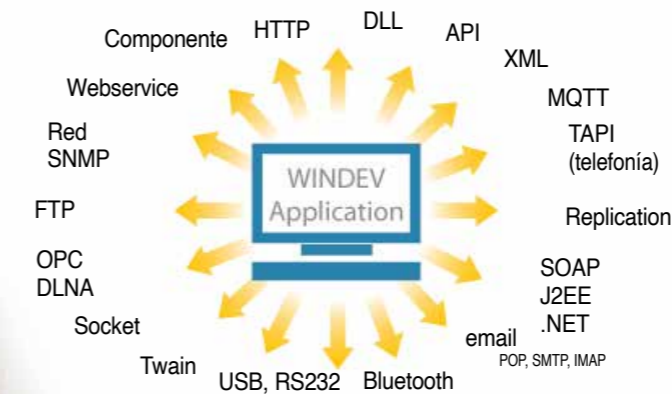 HTTP
DLL
API
Componente
XML
Webservice
MQTT
Red
SNMP
TAPI
(telefonía)
WINDEV
Application
FTP
Replication
OPC
DLNA
SOAP
J2EE
.NET
Socket
email
POP, SMTP, IMAP
Twain
USB, RS232
Bluetooth